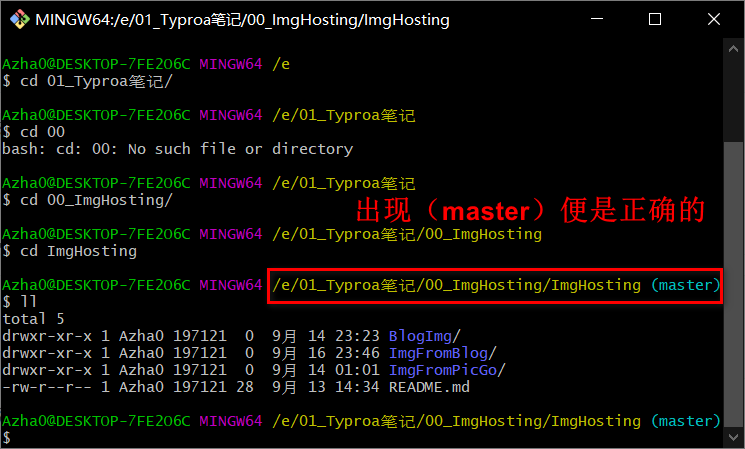 MINGW64:/e/01_Typroa笔记/00_ImgHosting/ImgHosting
Azha0@DESKTOP-7FE2O6C MINGW64 /e
$ cd 01_Typroa笔记/
Azha0@DESKTOP-7FE2O6C MINGW64 /e/01_Typroa笔记
$ cd 00
bash: cd: 00: No such file or directory
Azha0@DESKTOP-7FE2O6C MINGW64 /e/01_Typroa笔记
$ cd 00_ImgHosting/
出现（master）便是正确的
Azha0@DESKTOP-7FE2O6C MINGW64 /e/01_Typroa笔记/00_ImgHosting
$ cd ImgHosting
Azha0@DESKTOP-7FE2O6C MINGW64 /e/01_Typroa笔记/00_ImgHosting/ImgHosting (master)
$ ll
total 5
drwxr-xr-x 1 Azha0 197121  0  9月 14 23:23 BlogImg/
drwxr-xr-x 1 Azha0 197121  0  9月 16 23:46 ImgFromBlog/
drwxr-xr-x 1 Azha0 197121  0  9月 14 01:01 ImgFromPicGo/
-rw-r--r-- 1 Azha0 197121 28  9月 13 14:34 README.md
Azha0@DESKTOP-7FE2O6C MINGW64 /e/01_Typroa笔记/00_ImgHosting/ImgHosting (master)
$